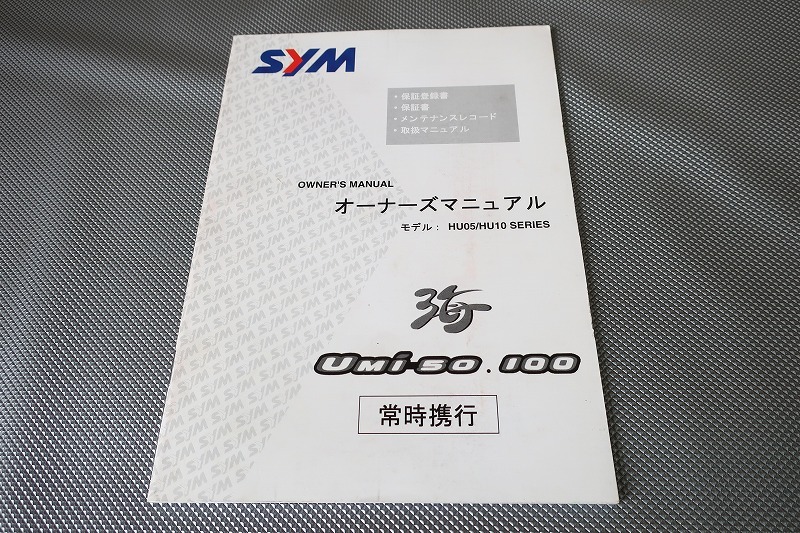 SYM
・保証登録書
・保証書
・メンテナンスレコード
・取扱マニュアル
OWNER'S MANUAL
オーナーズマニュアル
モデル： HU05/HU10 SERIES
海
Umi-50.100
常時携行